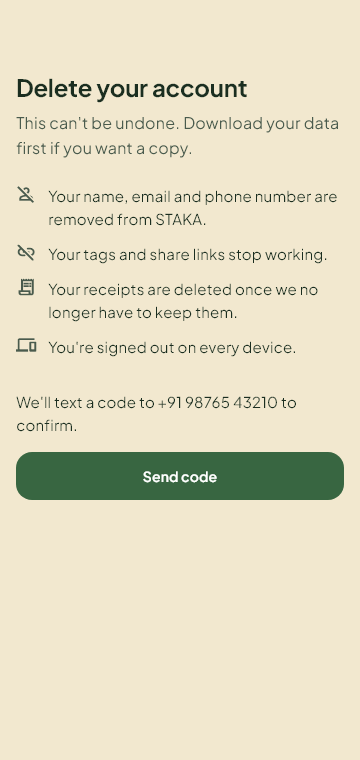 Delete your account
This can't be undone. Download your data
first if you want a copy.
Your name, email and phone number are
removed from STAKA.
Your tags and share links stop working.
Your receipts are deleted once we no
longer have to keep them.
You're signed out on every device.
We'll text a code to +91 98765 43210 to
confirm.
Send code